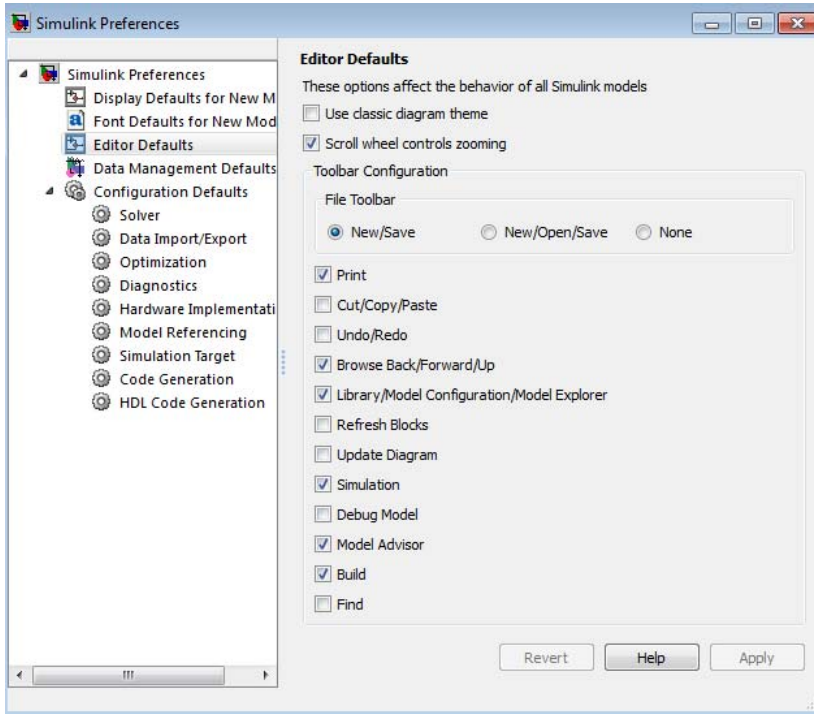 Simulink Preferences
Simulink Preferences
Display Defaults for New M
Font Defaults for New Mod
Editor Defaults
Data Management Defaults
Configuration Defaults
Solver
Data Import/Export
Optimization
Diagnostics
Hardware Implementati
Model Referencing
Simulation Target
Code Generation
HDL Code Generation
Editor Defaults
These options affect the behavior of all Simulink models
Use classic diagram theme
Scroll wheel controls zooming
Toolbar Configuration
File Toolbar
New/Save New/Open/Save None
Print
Cut/Copy/Paste
Undo/Redo
Browse Back/Forward/Up
Library/Model Configuration/Model Explorer
Refresh Blocks
Update Diagram
Simulation
Debug Model
Model Advisor
Build
Find
Revert Help Apply